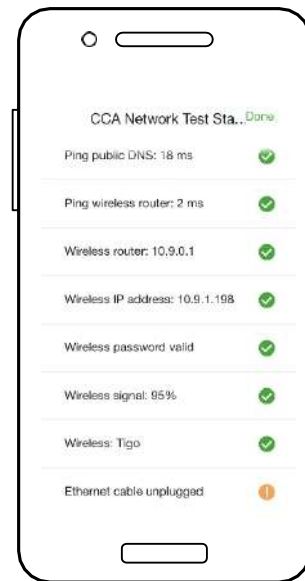 CCA Network Test Sta.. Done
Ping public DNS: 18 ms
Ping wireless router: 2 ms
Wireless router: 10.9.0.1
Wireless IP address: 10.9.1.198
Wireless password valid
Wireless signal: 95%
Wireless: Tigo
Ethernet cable unplugged